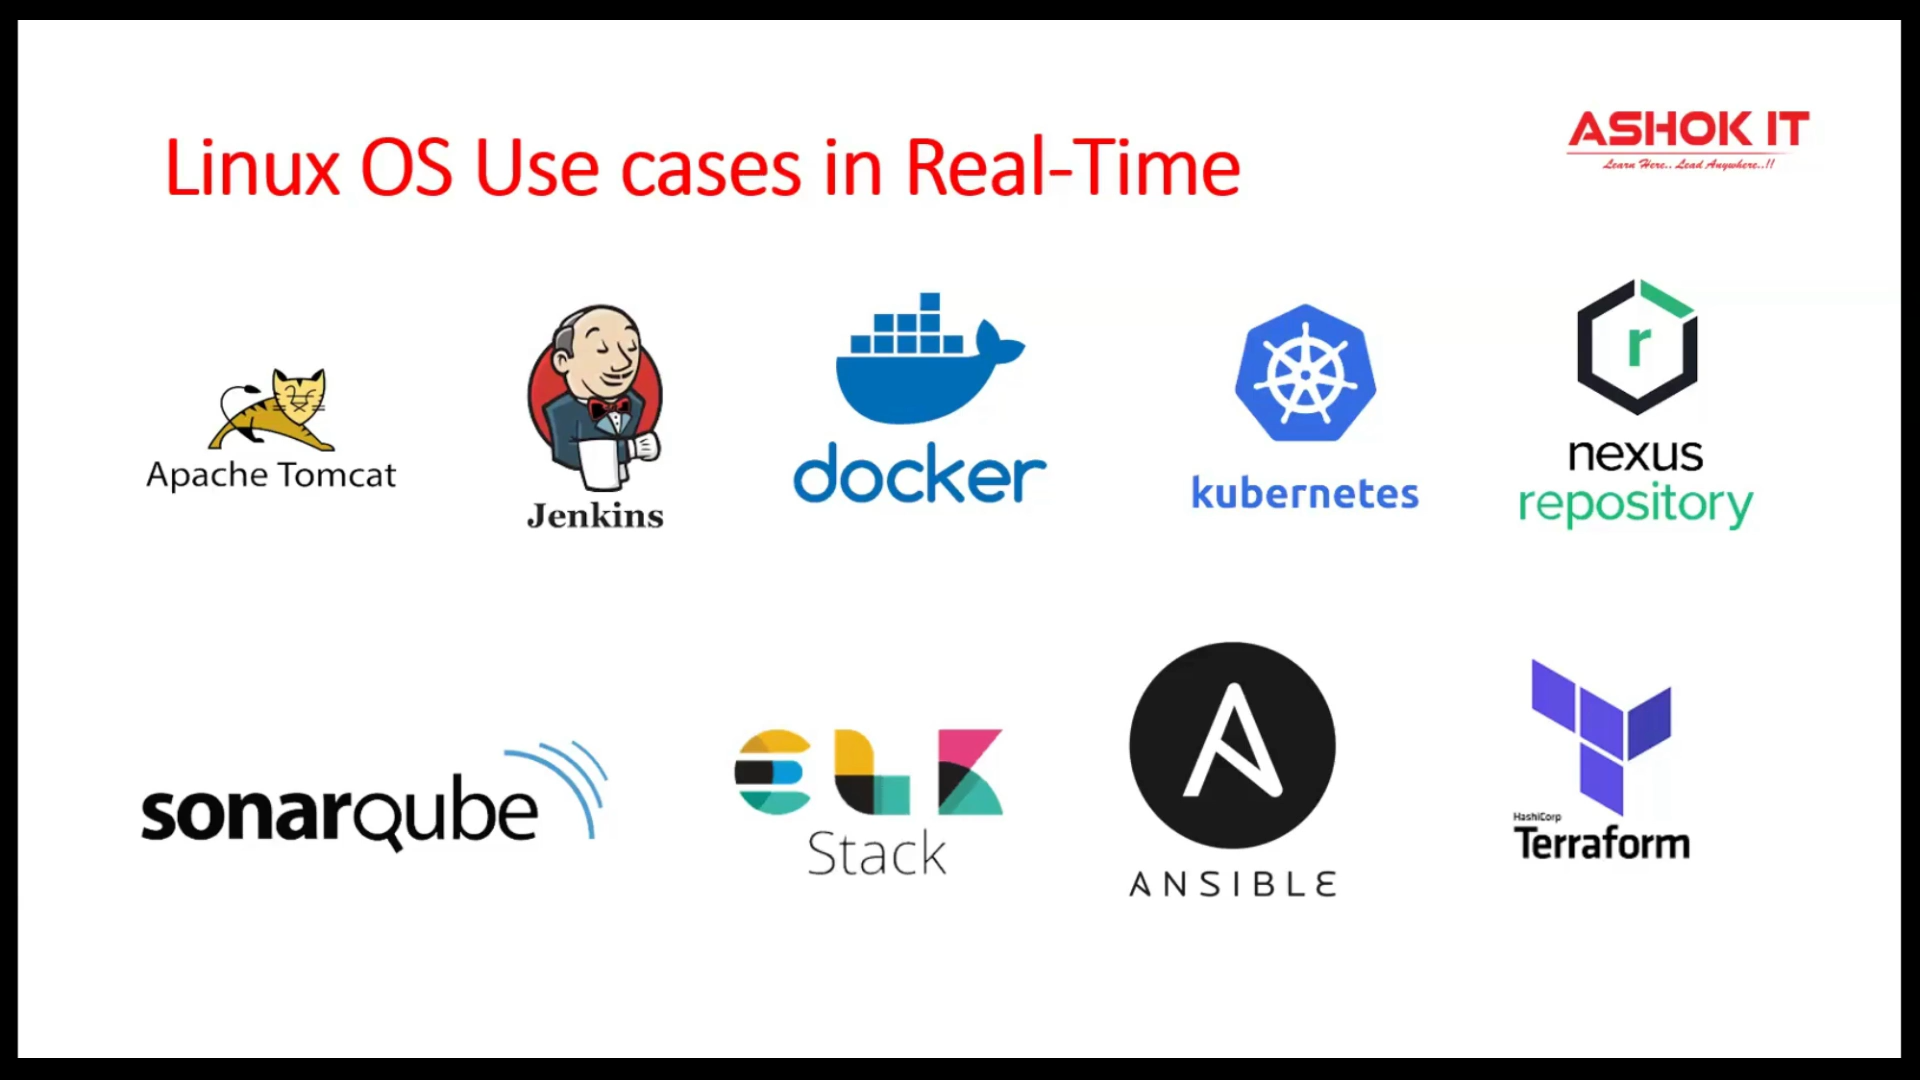 Linux OS Use cases in Real-Time
ASHOK IT
Learn Here.. Lead Anywhere..!!
Apache Tomcat
Jenkins
docker
kubernetes
r
nexus
repository
sonarqube
ELK
Stack
A
ANSIBLE
HashiCorp
Terraform